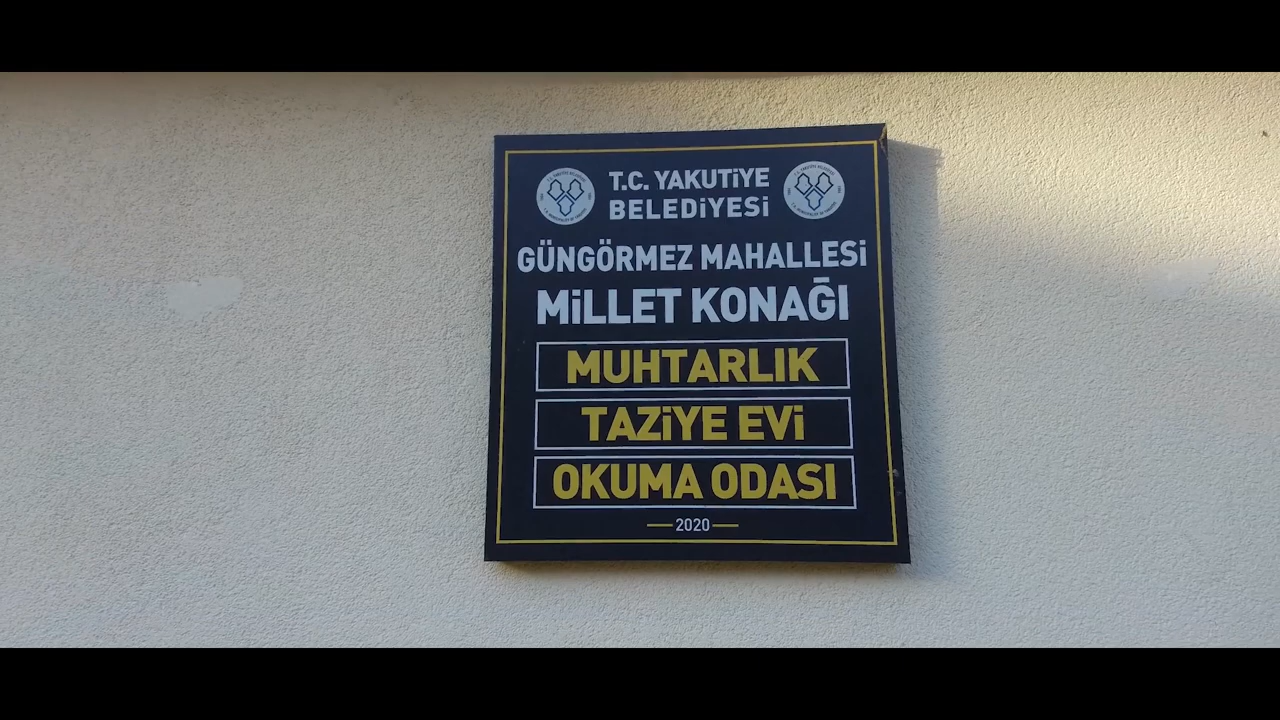 T.C. YAKUTİYE
BELEDİYESİ
GÜNGÖRMEZ MAHALLESİ
MİLLET KONAĞI
MUHTARLIK
TAZİYE EVİ
OKUMA ODASI
2020